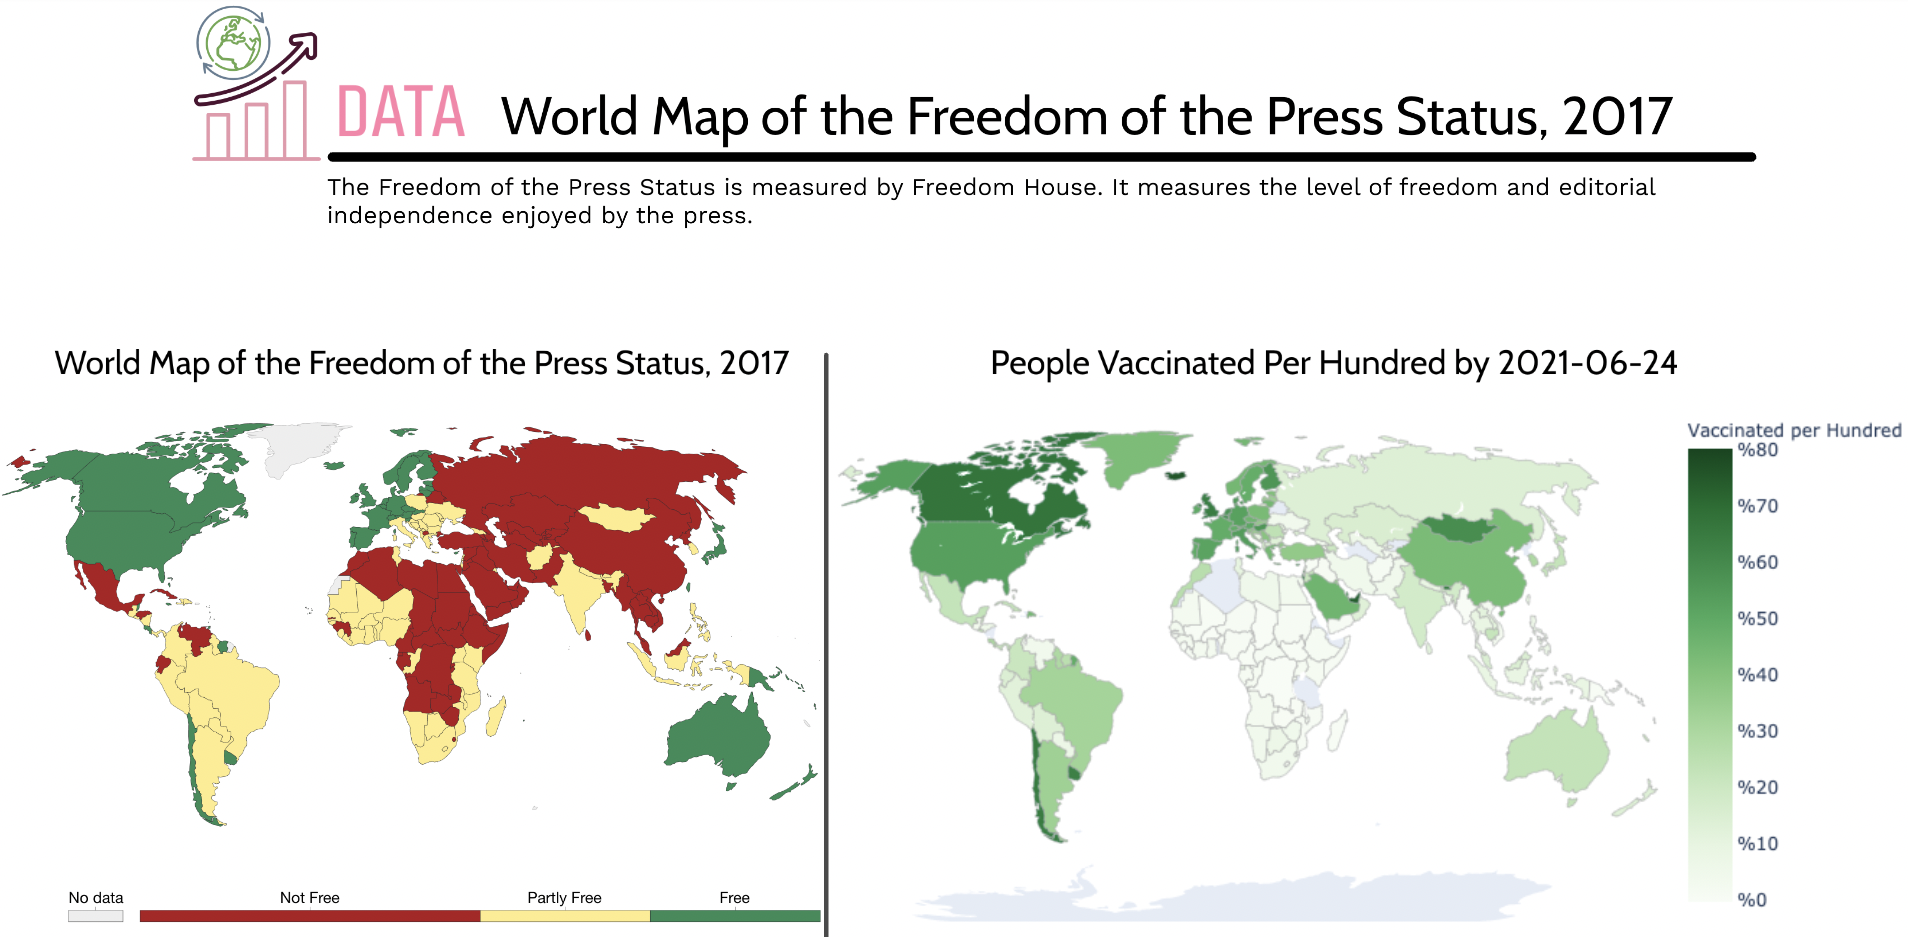 DATA World Map of the Freedom of the Press Status, 2017
The Freedom of the Press Status is measured by Freedom House. It measures the level of freedom and editorial
independence enjoyed by the press.
World Map of the Freedom of the Press Status, 2017
No data
Not Free
Partly Free
Free
People Vaccinated Per Hundred by 2021-06-24
Vaccinated per Hundred
%80
%70
%60
%50
%40
%30
%20
%10
%0